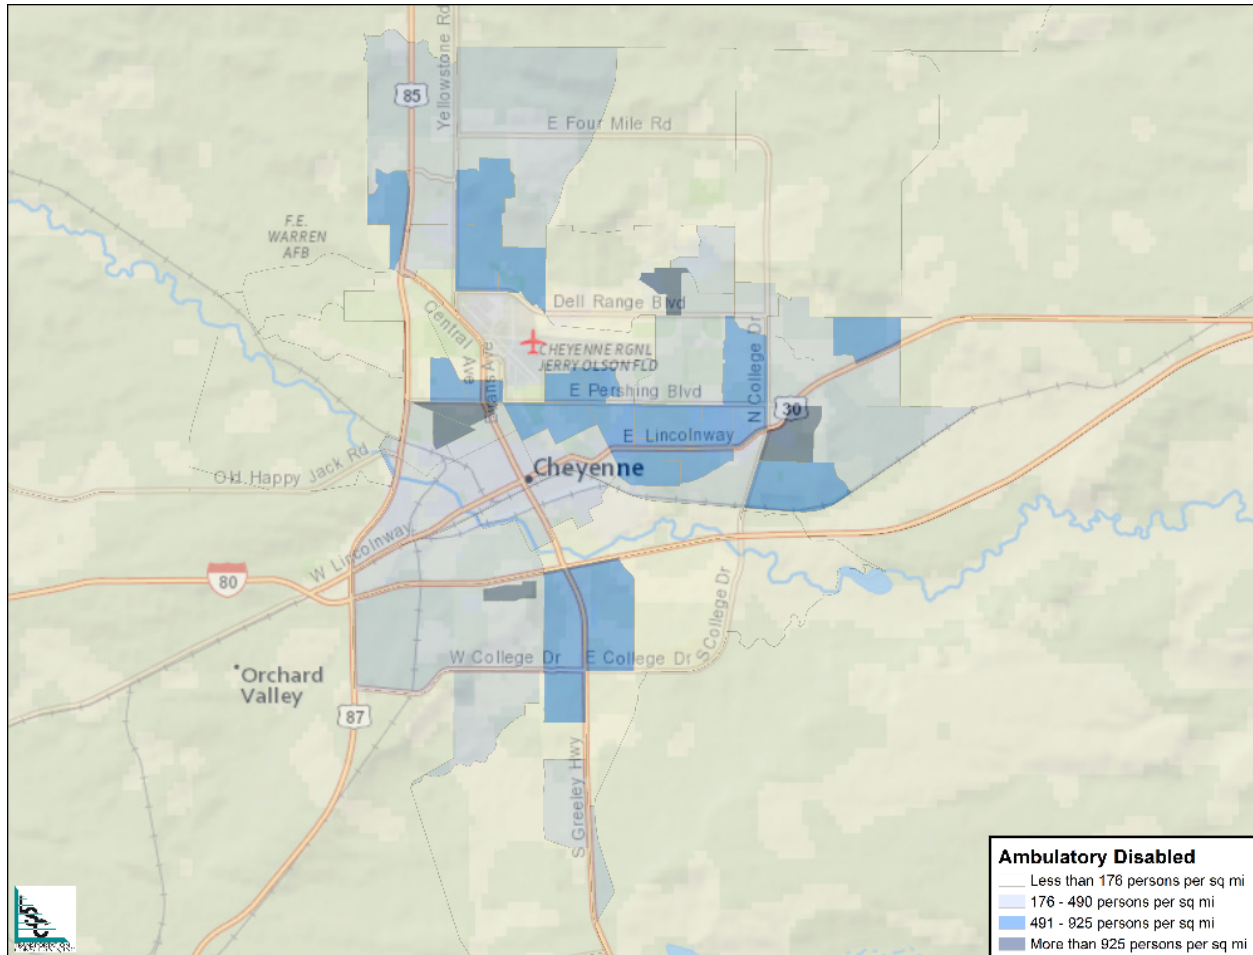 Yellowstone Rd
85
E Four Mile Rd
F.E.
WARREN
AFB
Dell Range Blvd
Central Ave
Evans Ave
CHEYENNE RGNL
JERRY OLSON FLD
N College Dr
E Pershing Blvd
30
E Lincolnway
Cheyenne
Old Happy Jack Rd
W Lincolnway
80
S College Dr
W College Dr
E College Dr
Orchard
Valley
87
S Greeley Hwy
Ambulatory Disabled
Less than 176 persons per sq mi
176 - 490 persons per sq mi
491 - 925 persons per sq mi
More than 925 persons per sq mi